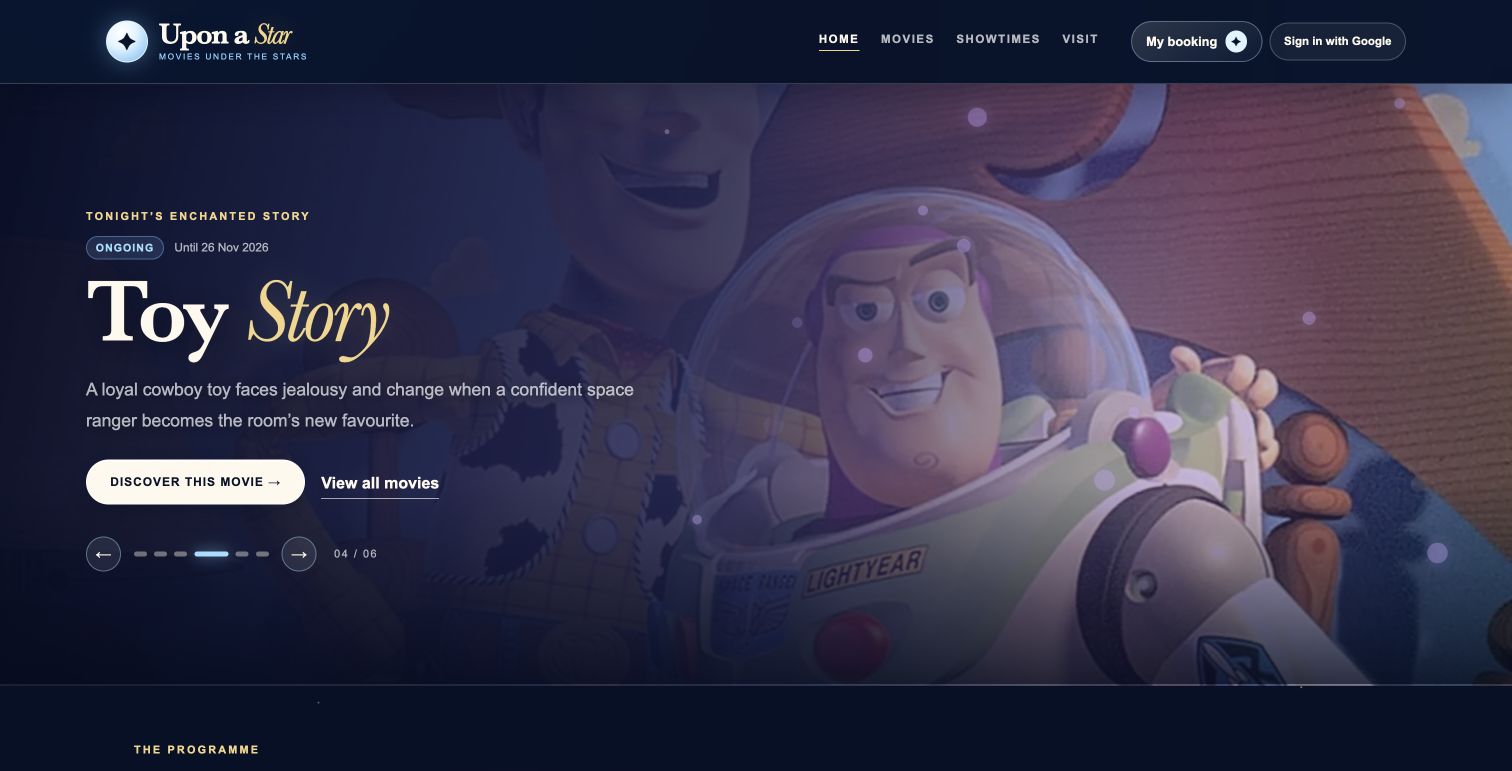 Upon a Star
MOVIES UNDER THE STARS
HOME
MOVIES
SHOWTIMES
VISIT
My booking
Sign in with Google
TONIGHT’S ENCHANTED STORY
ONGOING
Until 26 Nov 2026
Toy Story
A loyal cowboy toy faces jealousy and change when a confident space
ranger becomes the room’s new favourite.
DISCOVER THIS MOVIE →
View all movies
← → 04 / 06
SPACE RANGER
LIGHTYEAR
THE PROGRAMME